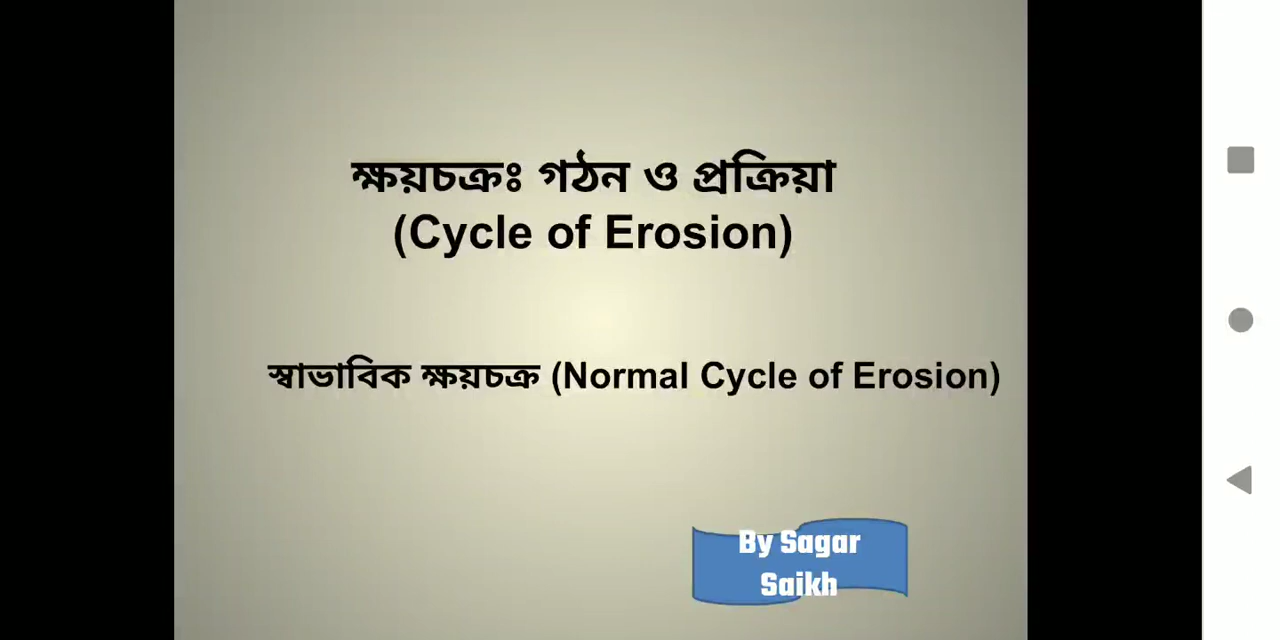 ক্ষয়চক্রঃ গঠন ও প্রক্রিয়া
(Cycle of Erosion)
স্বাভাবিক ক্ষয়চক্র (Normal Cycle of Erosion)
By Sagar
Saikh